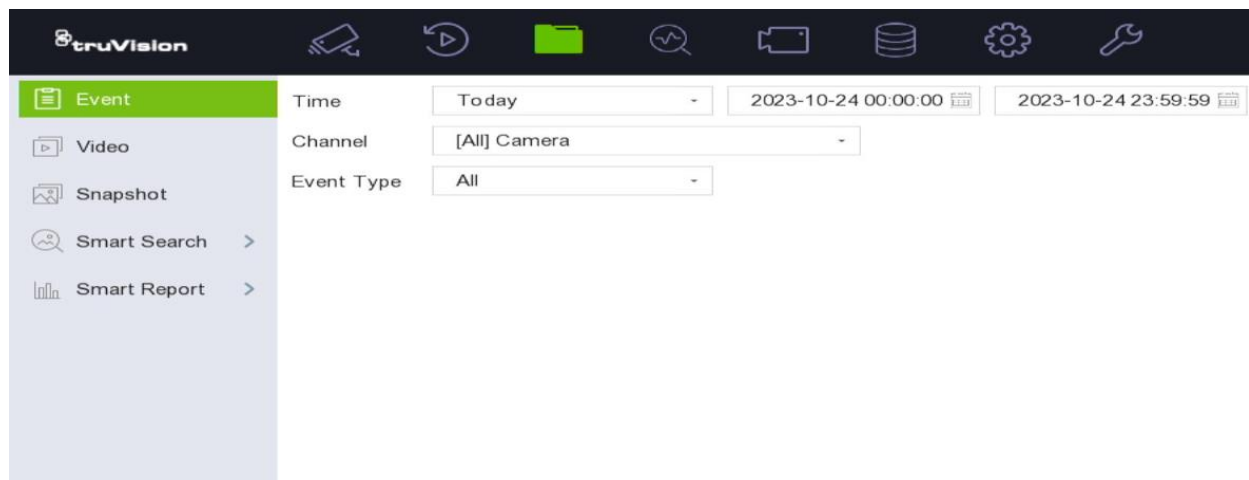 truVision
Event
Time
Today
2023-10-24 00:00:00
2023-10-24 23:59:59
Video
Channel
[All] Camera
Snapshot
Event Type
All
Smart Search >
Smart Report >